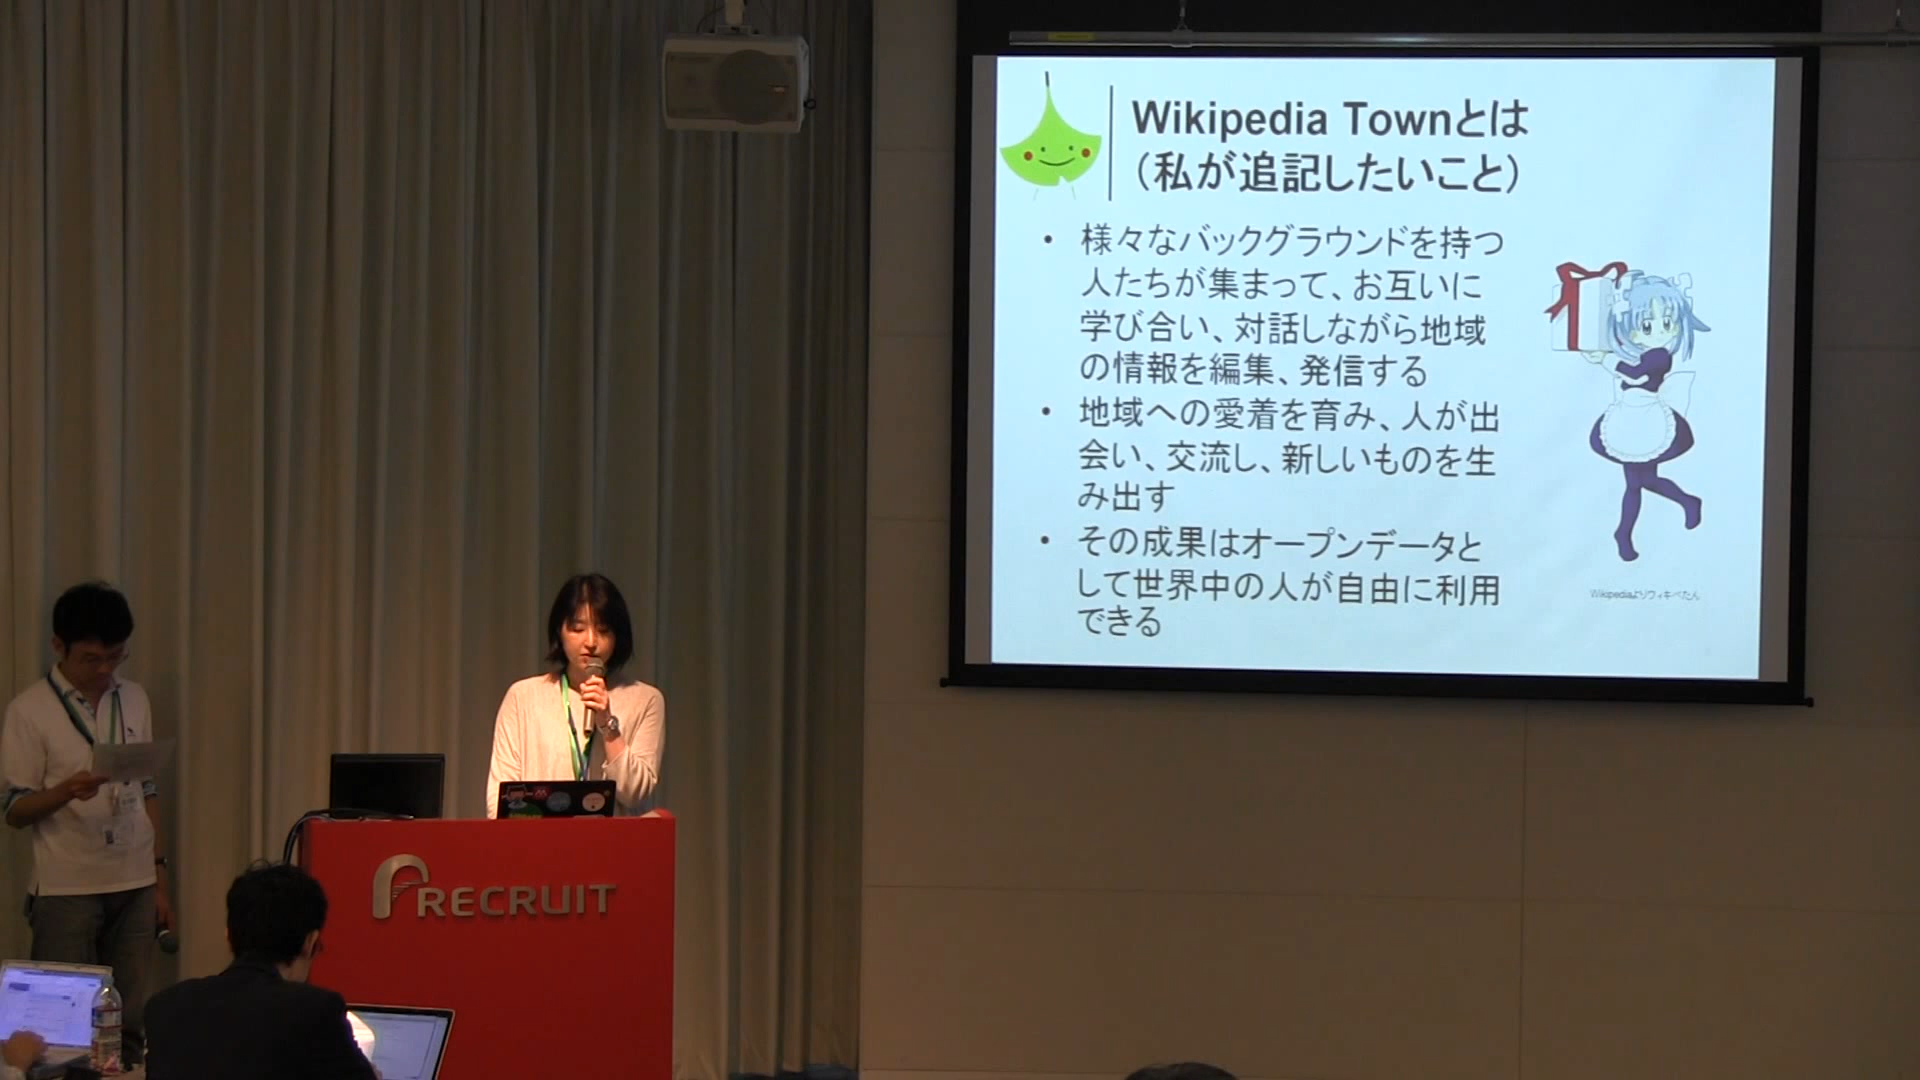 Wikipedia Townとは
（私が追記したいこと）
• 様々なバックグラウンドを持つ
人たちが集まって、お互いに
学び合い、対話しながら地域
の情報を編集、発信する
• 地域への愛着を育み、人が出
会い、交流し、新しいものを生
み出す
• その成果はオープンデータと
して世界中の人が自由に利用
できる
Wikipediaよりウィキペたん
RECRUIT